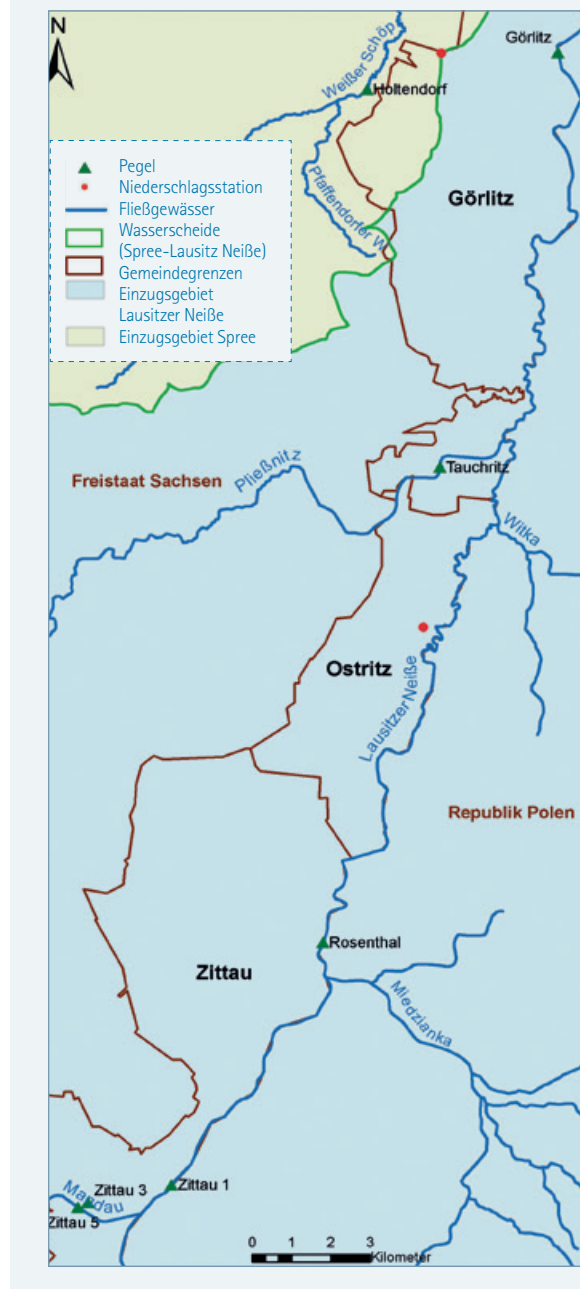 N
Görlitz
Weißer Schöp
Holtendorf
Pegel
Niederschlagsstation
Fließgewässer
Wasserscheide
(Spree-Lausitz Neiße)
Gemeindegrenzen
Einzugsgebiet
Lausitzer Neiße
Einzugsgebiet Spree
Pfaffendorfer W
Görlitz
Freistaat Sachsen
Pließnitz
Tauchritz
Witka
Ostritz
Lausitzer Neiße
Republik Polen
Rosenthal
Zittau
Miedzianka
Mandau
Zittau 3
Zittau 1
Zittau 5
0 1 2 3
Kilometer